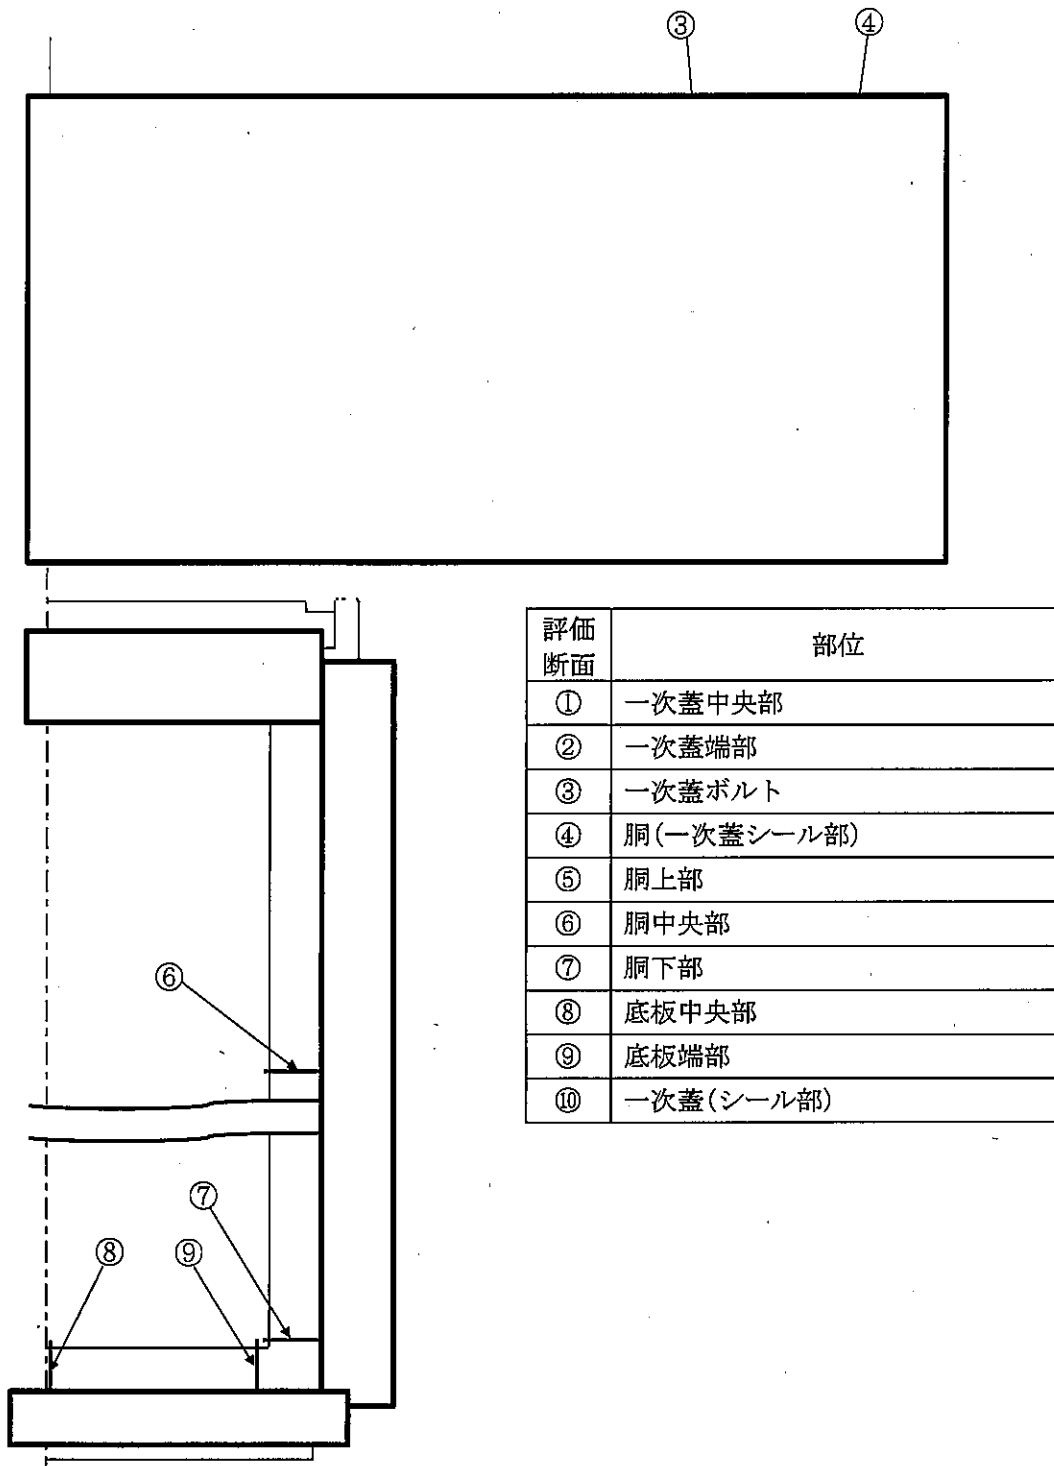 ③ ④
評価
断面 部位
① 一次蓋中央部
② 一次蓋端部
③ 一次蓋ボルト
④ 胴(一次蓋シール部)
⑤ 胴上部
⑥ 胴中央部
⑦ 胴下部
⑧ 底板中央部
⑨ 底板端部
⑩ 一次蓋(シール部)
⑥
⑦
⑧ ⑨